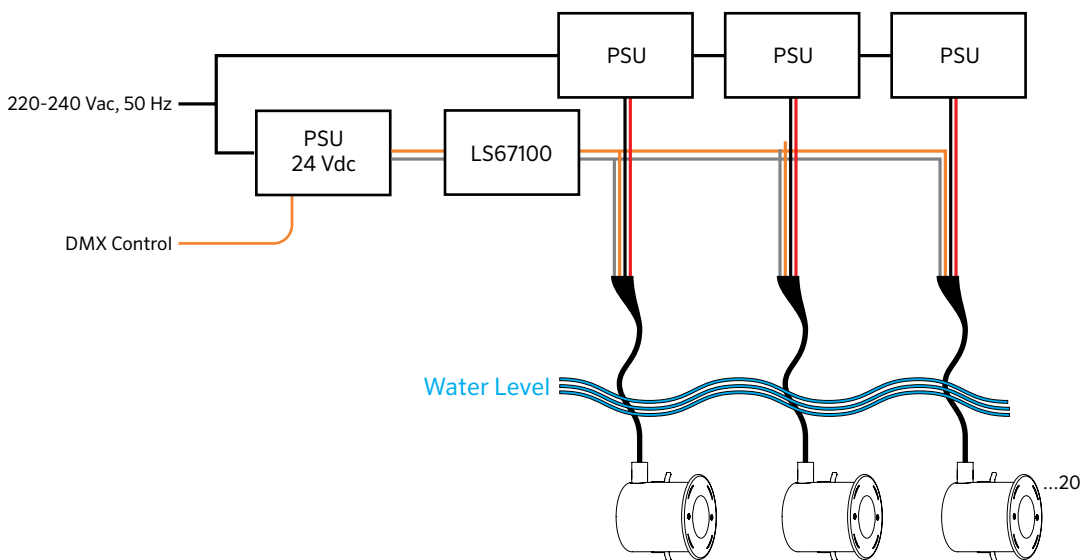 PSU
PSU
PSU
220-240 Vac, 50 Hz
PSU
24 Vdc
LS67100
DMX Control
Water Level
...20